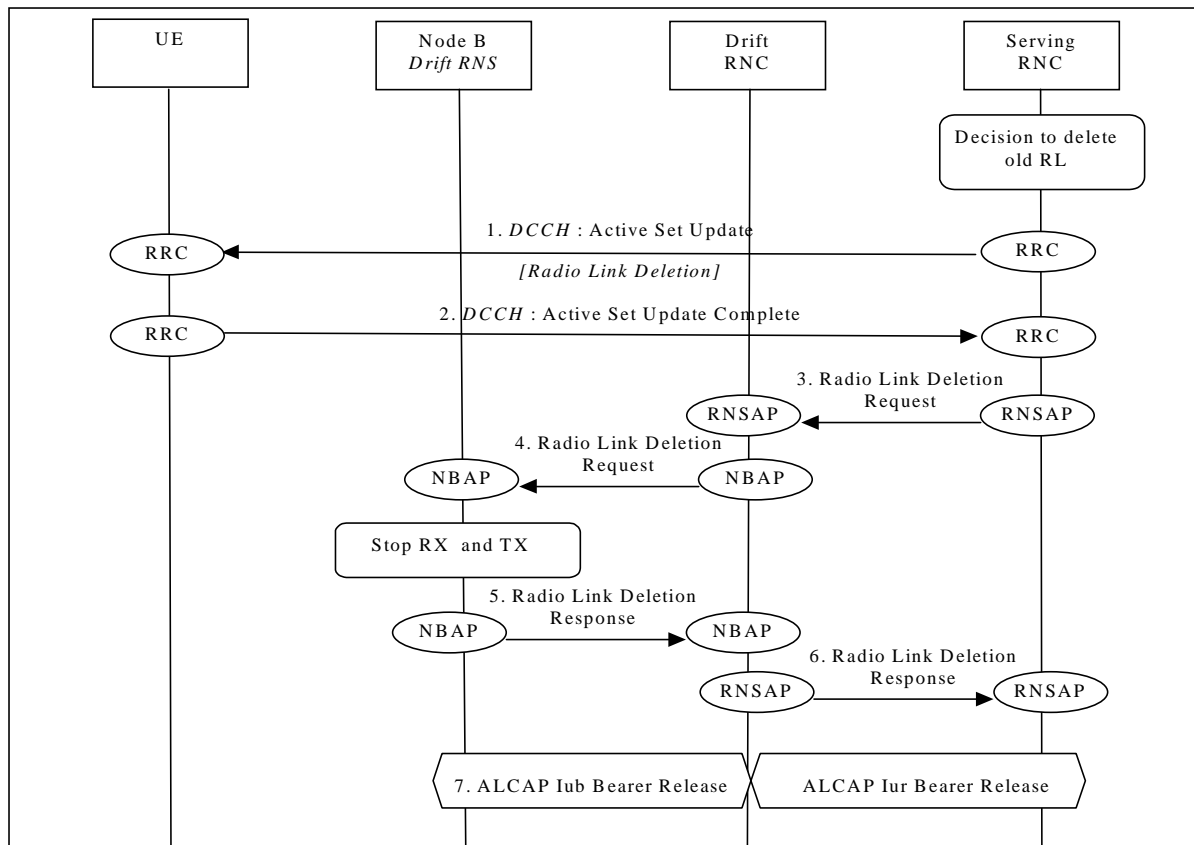 UE
Node B
Drift RNS
Drift
RNC
Serving
RNC
Decision to delete
old RL
1. DCCH : Active Set Update
RRC
RRC
[Radio Link Deletion]
2. DCCH : Active Set Update Complete
RRC
RRC
3. Radio Link Deletion
Request
RNSAP
RNSAP
4. Radio Link Deletion
Request
NBAP
NBAP
Stop RX and TX
5. Radio Link Deletion
Response
NBAP
NBAP
6. Radio Link Deletion
Response
RNSAP
RNSAP
7. ALCAP Iub Bearer Release
ALCAP Iur Bearer Release